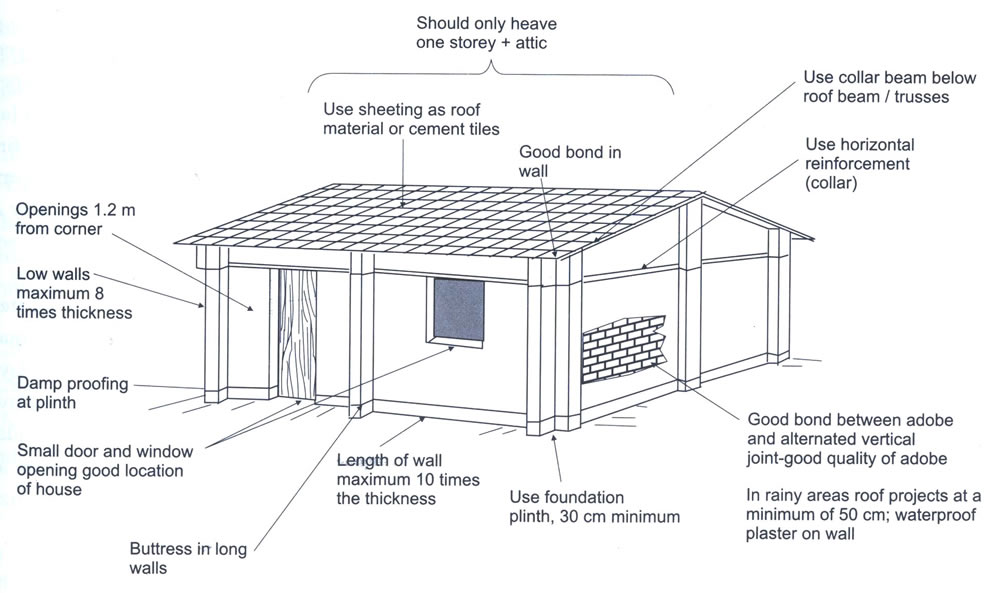 Should only heave
one storey + attic
Use collar beam below
roof beam / trusses
Use sheeting as roof
material or cement tiles
Good bond in
wall
Use horizontal
reinforcement
(collar)
Openings 1.2 m
from corner
Low walls
maximum 8
times thickness
Damp proofing
at plinth
Small door and window
opening good location
of house
Length of wall
maximum 10 times
the thickness
Use foundation
plinth, 30 cm minimum
Good bond between adobe
and alternated vertical
joint-good quality of adobe
In rainy areas roof projects at a
minimum of 50 cm; waterproof
plaster on wall
Buttress in long
walls